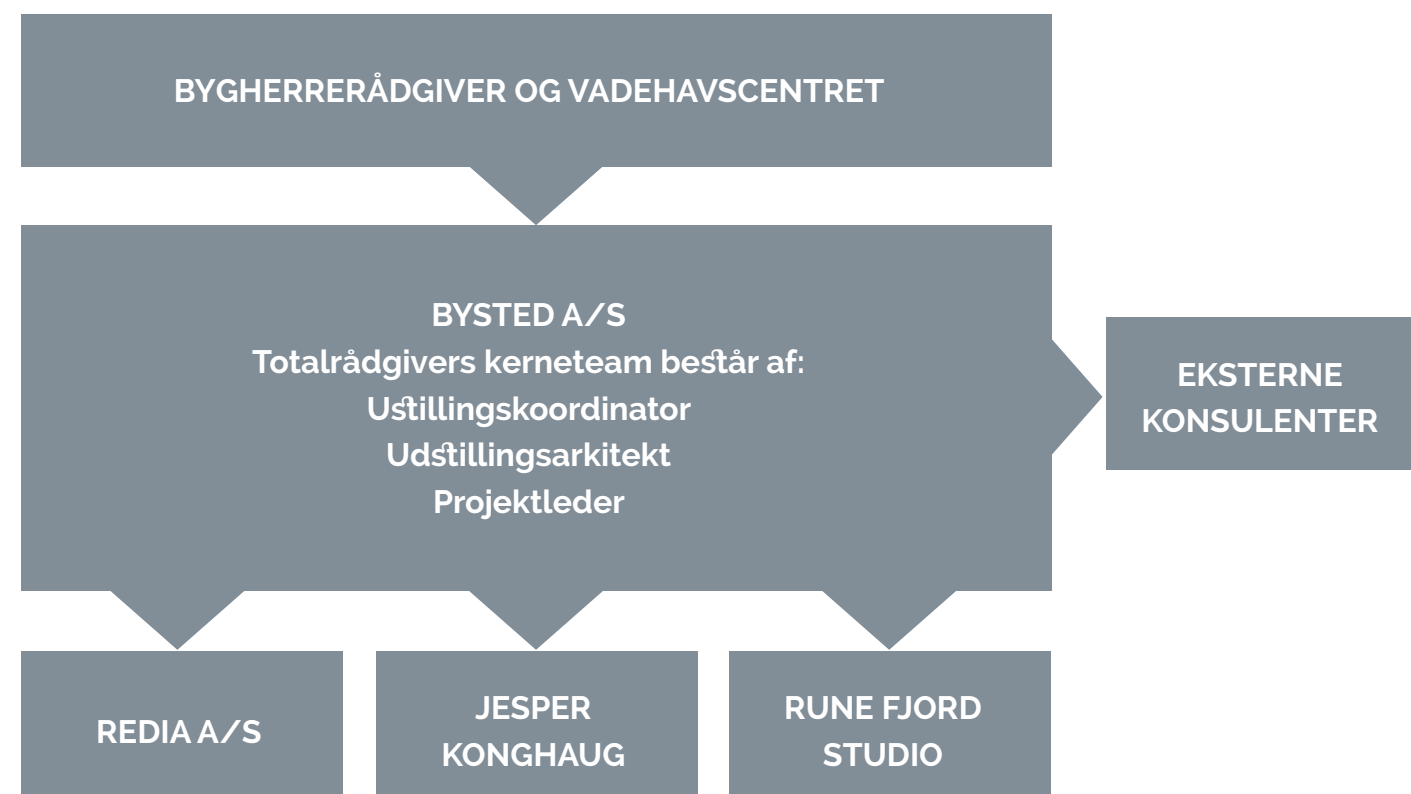 BYGHERRERÅDGIVER OG VADEHAVSCENTRET
BYSTED A/S
Totalrådgivers kerneteam består af:
Ustillingskoordinator
Udstillingsarkitekt
Projektleder
EKSTERNE
KONSULENTER
REDIA A/S
JESPER
KONGHAUG
RUNE FJORD
STUDIO